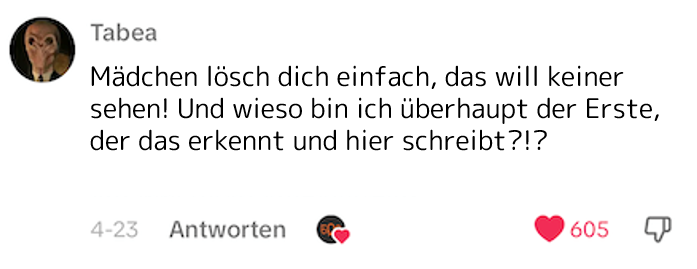 Tabea
Mädchen lösch dich einfach, das will keiner
sehen! Und wieso bin ich überhaupt der Erste,
der das erkennt und hier schreibt?!?
4-23 Antworten 605